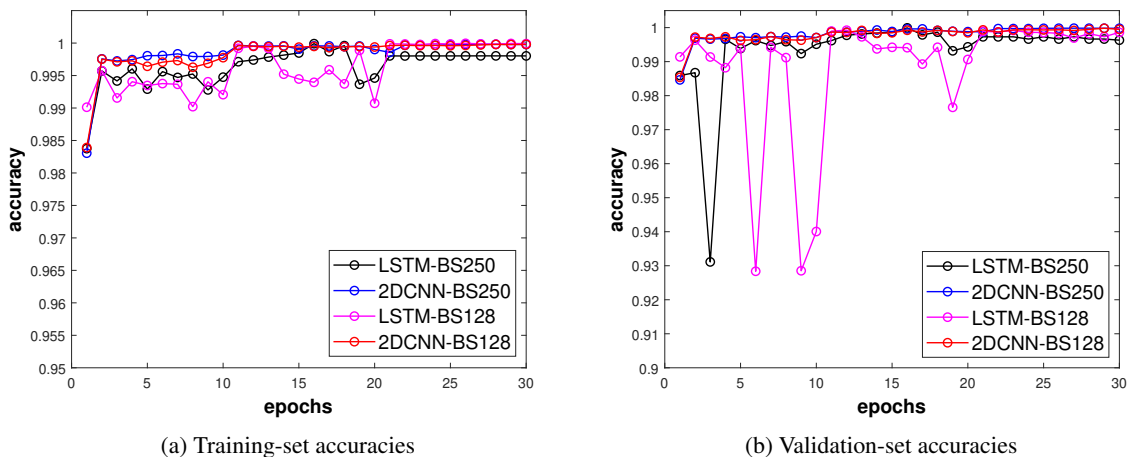 1
0.995
0.99
0.985
0.98
0.975
0.97
0.965
0.96
0.955
0.95
accuracy
0 5 10 15 20 25 30
epochs
LSTM-BS250
2DCNN-BS250
LSTM-BS128
2DCNN-BS128
(a) Training-set accuracies
1
0.99
0.98
0.97
0.96
0.95
0.94
0.93
0.92
0.91
0.9
accuracy
0 5 10 15 20 25 30
epochs
LSTM-BS250
2DCNN-BS250
LSTM-BS128
2DCNN-BS128
(b) Validation-set accuracies